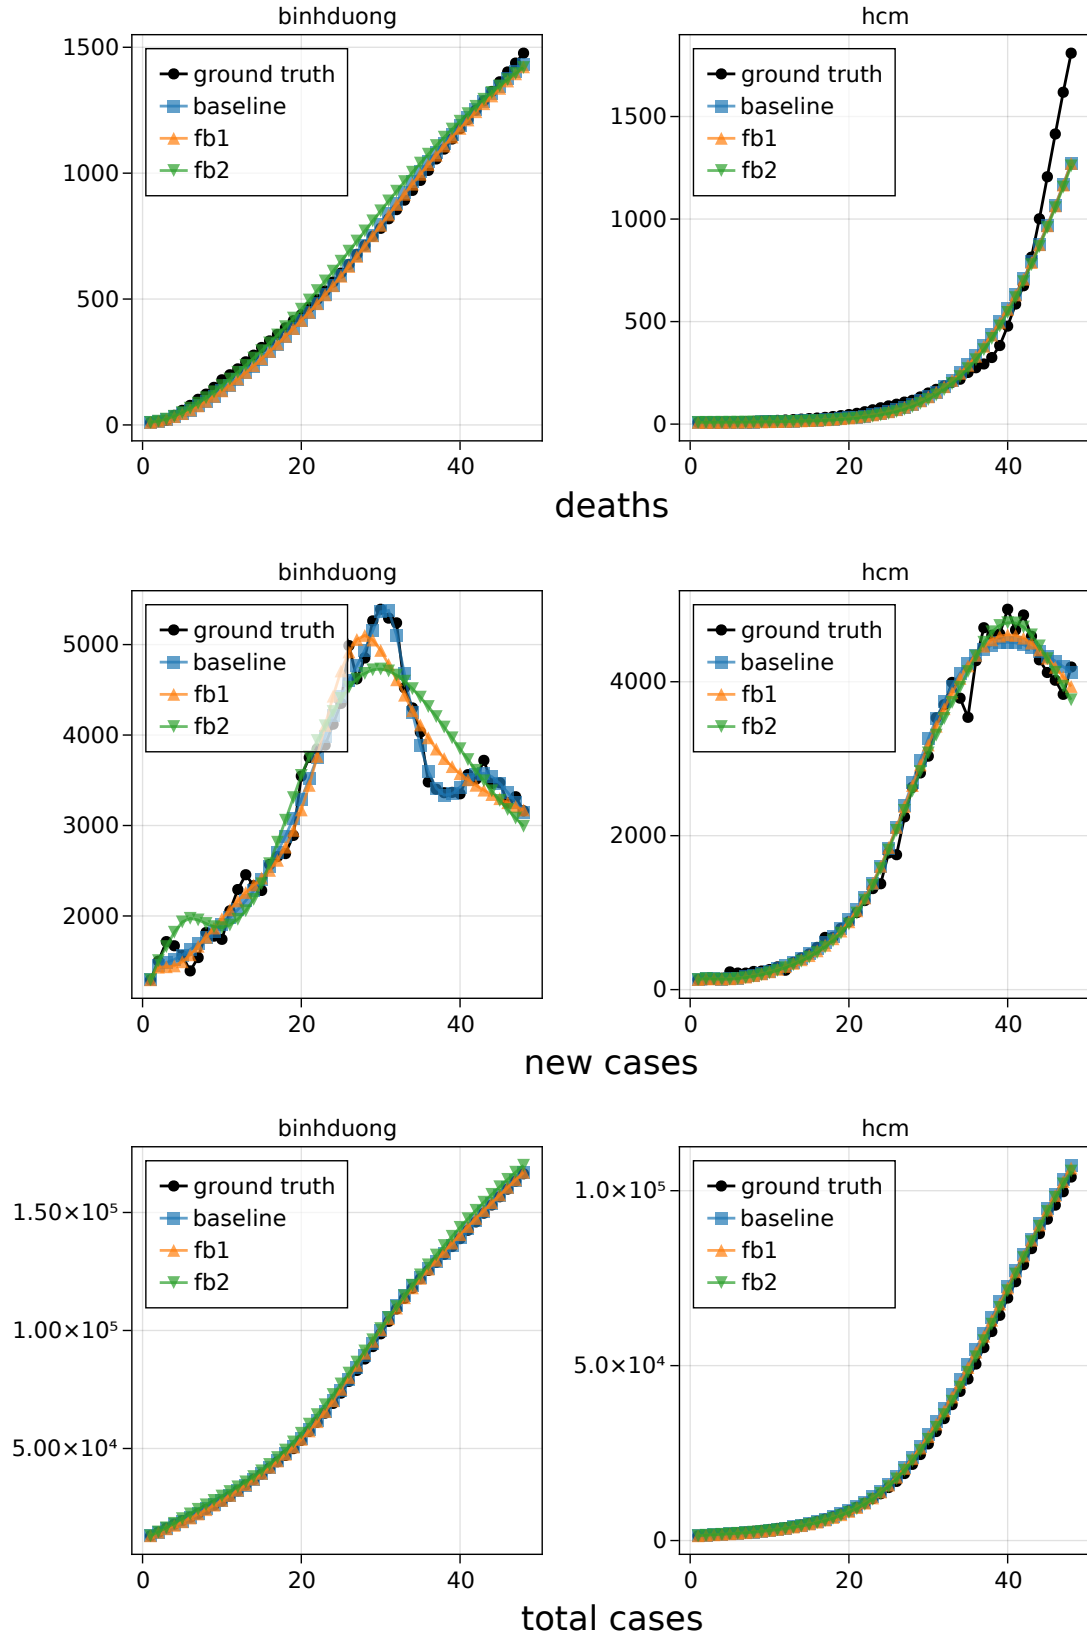 binhduong
1500
1000
500
0
ground truth
baseline
fb1
fb2
0
20
40
hcm
1500
1000
500
0
ground truth
baseline
fb1
fb2
0
20
40
deaths
binhduong
5000
4000
3000
2000
ground truth
baseline
fb1
fb2
0
20
40
hcm
4000
2000
0
ground truth
baseline
fb1
fb2
0
20
40
new cases
binhduong
1.50×10⁵
1.00×10⁵
5.00×10⁴
ground truth
baseline
fb1
fb2
0
20
40
hcm
1.0×10⁵
5.0×10⁴
0
ground truth
baseline
fb1
fb2
0
20
40
total cases